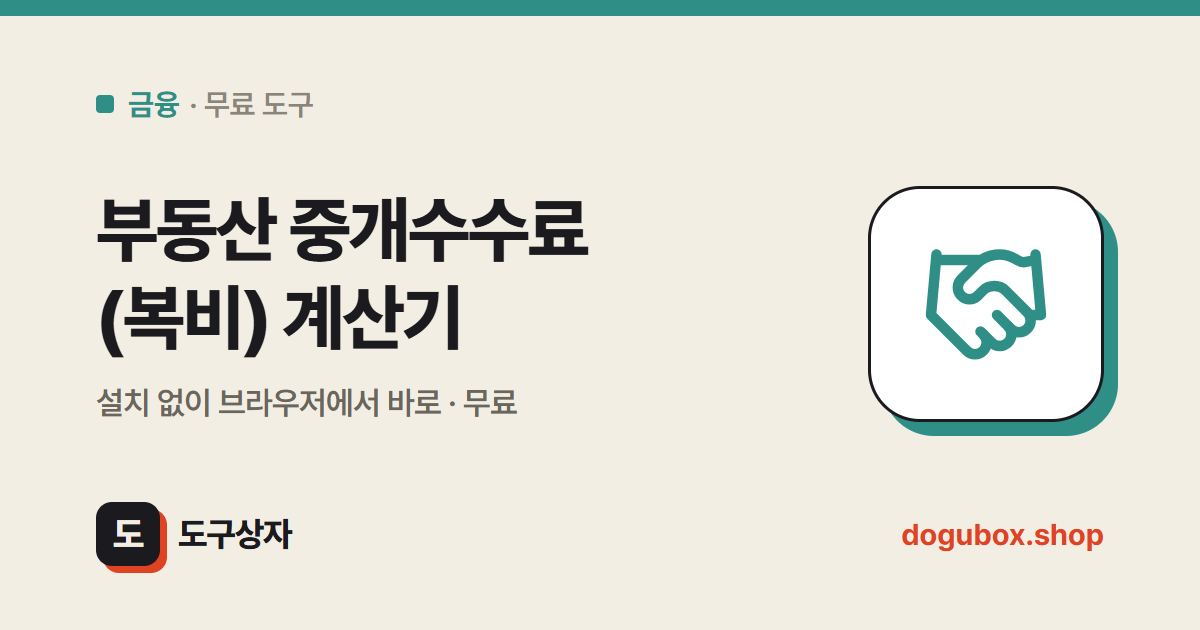 금융 · 무료 도구
부동산 중개수수료
(복비) 계산기
설치 없이 브라우저에서 바로 · 무료
도 도구상자
dogubox.shop